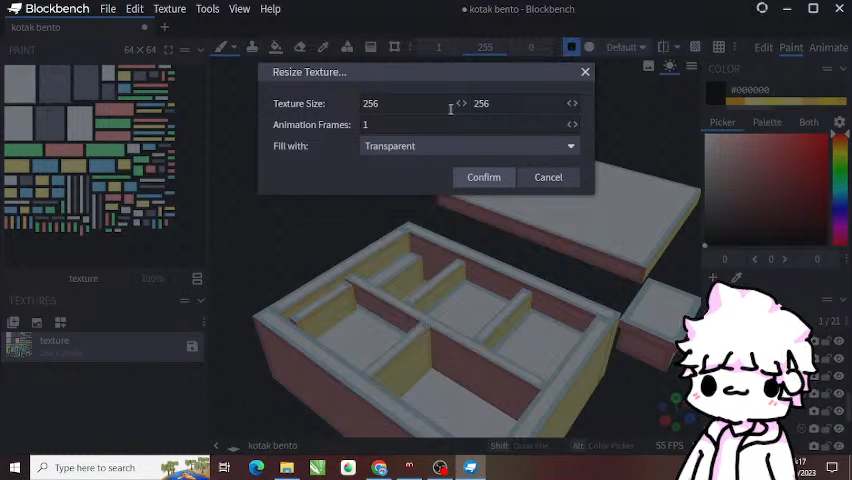 Blockbench File Edit Texture Tools View Help
kotak bento - Blockbench
kotak bento
PAINT 64 × 64
1 255 0 Default
Edit Paint Animate
Resize Texture...
Texture Size: 256 256
Animation Frames: 1
Fill with: Transparent
Confirm Cancel
COLOR
#000000
Picker Palette Both
0 0 0
texture 100%
TEXTURES
texture
1 / 21
kotak bento
Shift
Alt Color Picker
55 FPS
Type here to search